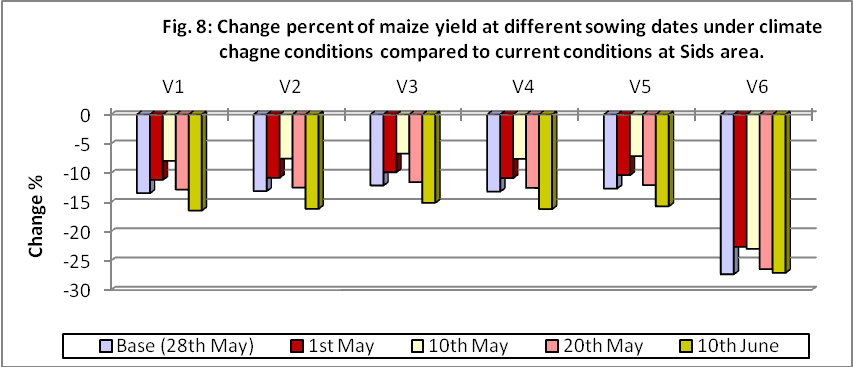 Fig. 8: Change percent of maize yield at different sowing dates under climate
chagne conditions compared to current conditions at Sids area.
V1 V2 V3 V4 V5 V6
0
-5
-10
-15
-20
-25
-30
Change %
Base (28th May) 1st May 10th May 20th May 10th June